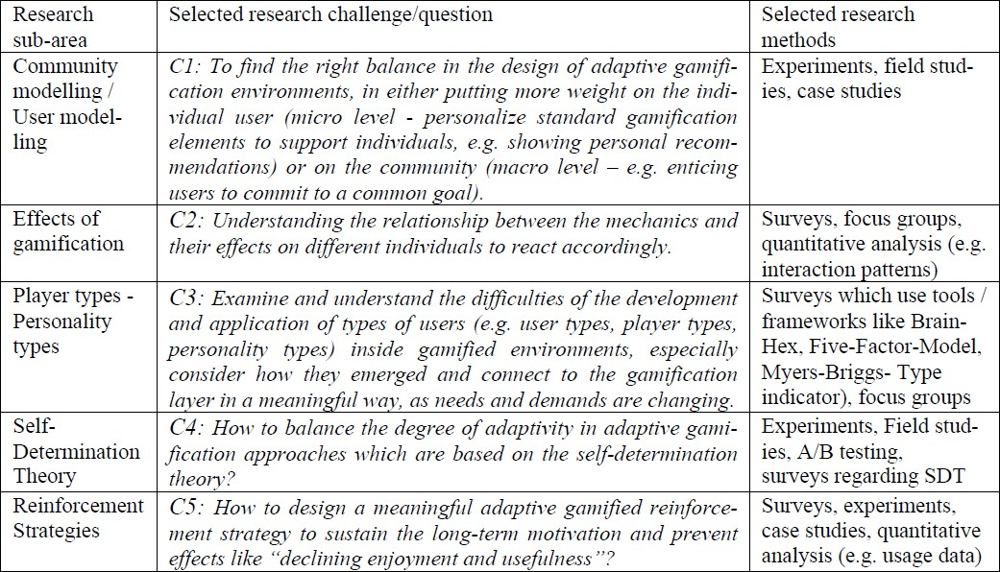 Research
sub-area
Selected research challenge/question
Selected research
methods
Community
modelling /
User model-
ling
C1: To find the right balance in the design of adaptive gamifi-
cation environments, in either putting more weight on the indi-
vidual user (micro level - personalize standard gamification
elements to support individuals, e.g. showing personal recom-
mendations) or on the community (macro level – e.g. enticing
users to commit to a common goal).
Experiments, field stud-
ies, case studies
Effects of
gamification
C2: Understanding the relationship between the mechanics and
their effects on different individuals to react accordingly.
Surveys, focus groups,
quantitative analysis (e.g.
interaction patterns)
Player types -
Personality
types
C3: Examine and understand the difficulties of the development
and application of types of users (e.g. user types, player types,
personality types) inside gamified environments, especially
consider how they emerged and connect to the gamification
layer in a meaningful way, as needs and demands are changing.
Surveys which use tools /
frameworks like Brain-
Hex, Five-Factor-Model,
Myers-Briggs- Type
indicator), focus groups
Self-
Determination
Theory
C4: How to balance the degree of adaptivity in adaptive gami-
fication approaches which are based on the self-determination
theory?
Experiments, Field stud-
ies, A/B testing,
surveys regarding SDT
Reinforcement
Strategies
C5: How to design a meaningful adaptive gamified reinforce-
ment strategy to sustain the long-term motivation and prevent
effects like “declining enjoyment and usefulness”?
Surveys, experiments,
case studies, quantitative
analysis (e.g. usage data)